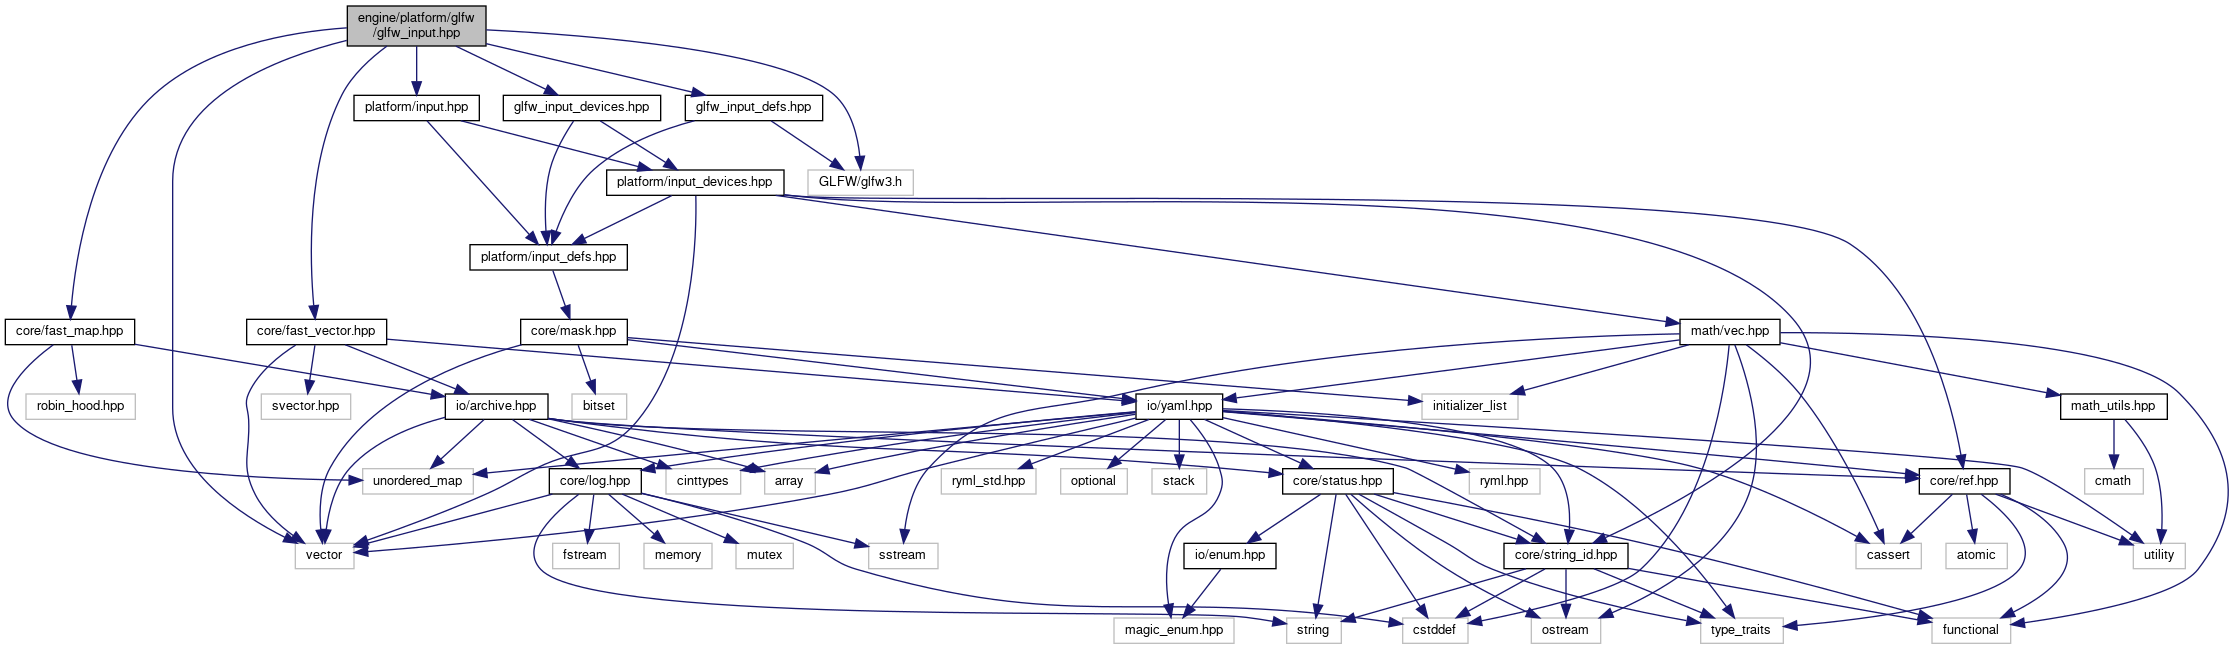 engine/platform/glfw
/glfw_input.hpp
platform/input.hpp
glfw_input_devices.hpp
glfw_input_defs.hpp
platform/input_devices.hpp
GLFW/glfw3.h
platform/input_defs.hpp
core/fast_map.hpp
core/fast_vector.hpp
core/mask.hpp
math/vec.hpp
robin_hood.hpp
svector.hpp
io/archive.hpp
bitset
io/yaml.hpp
initializer_list
math_utils.hpp
unordered_map
core/log.hpp
cinttypes
array
ryml_std.hpp
optional
stack
core/status.hpp
ryml.hpp
core/ref.hpp
cmath
vector
fstream
memory
mutex
sstream
io/enum.hpp
core/string_id.hpp
cassert
atomic
utility
magic_enum.hpp
string
cstddef
ostream
type_traits
functional